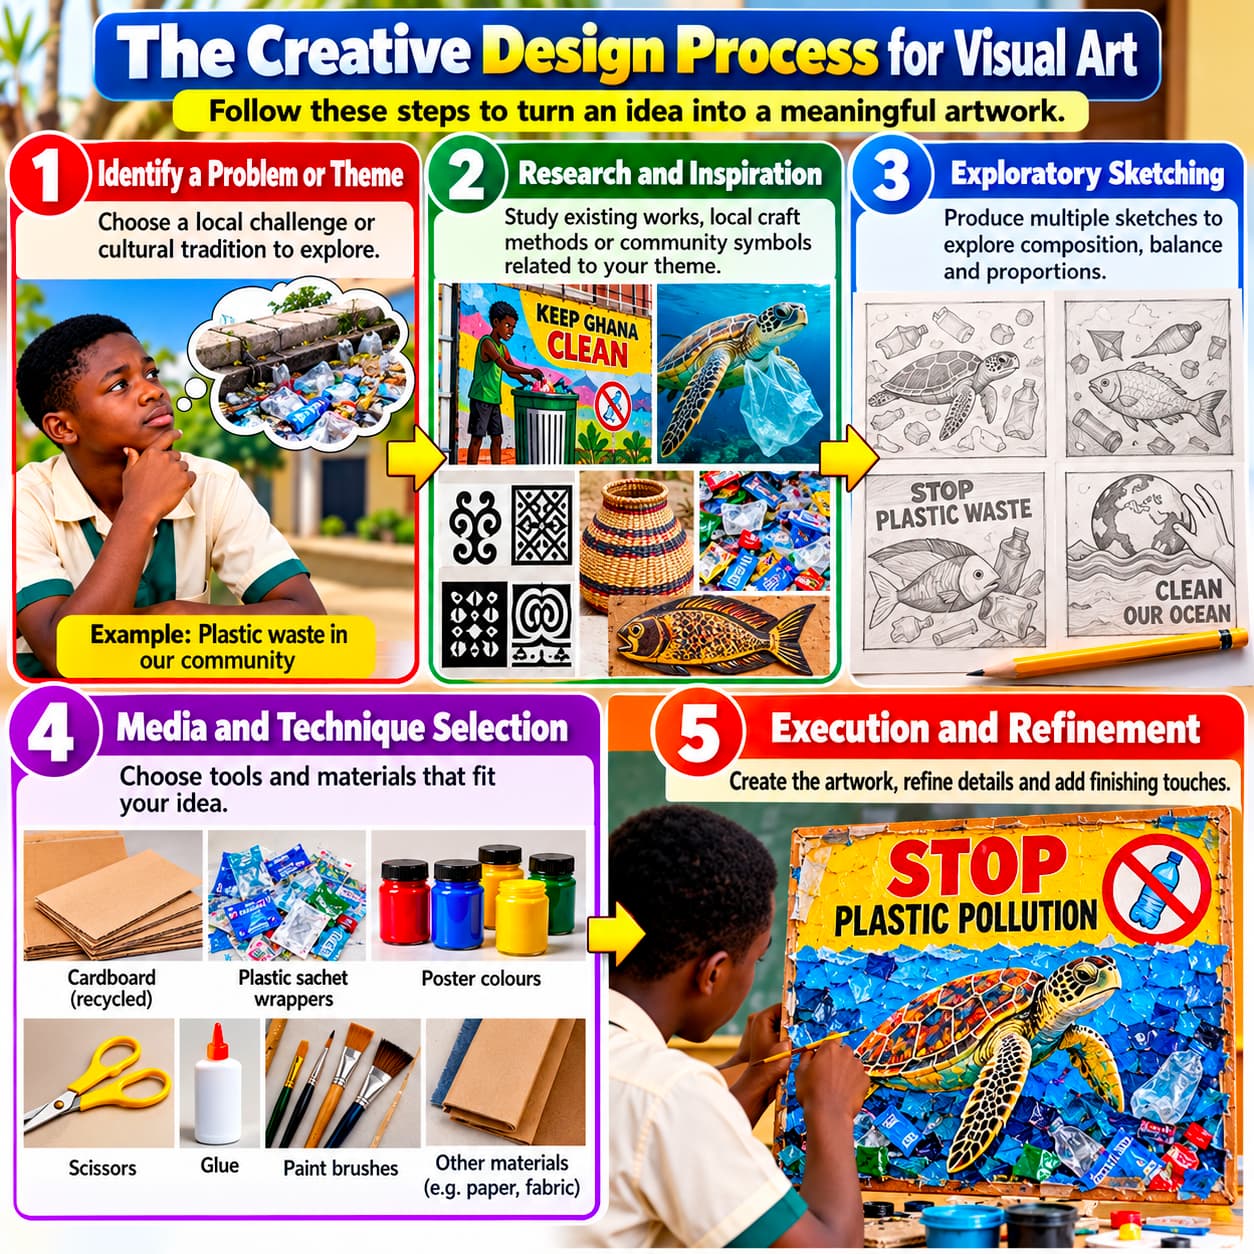 The Creative Design Process for Visual Art
Follow these steps to turn an idea into a meaningful artwork.
1
Identify a Problem or Theme
Choose a local challenge or
cultural tradition to explore.
Example: Plastic waste in
our community
2
Research and Inspiration
Study existing works, local craft
methods or community symbols
related to your theme.
KEEP GHANA
CLEAN
3
Exploratory Sketching
Produce multiple sketches to
explore composition, balance
and proportions.
STOP
PLASTIC WASTE
CLEAN
OUR OCEAN
4
Media and Technique Selection
Choose tools and materials that fit
your idea.
Cardboard
(recycled)
Plastic sachet
wrappers
Poster colours
Scissors
Glue
Paint brushes
Other materials
(e.g. paper, fabric)
5
Execution and Refinement
Create the artwork, refine details and add finishing touches.
STOP
PLASTIC POLLUTION